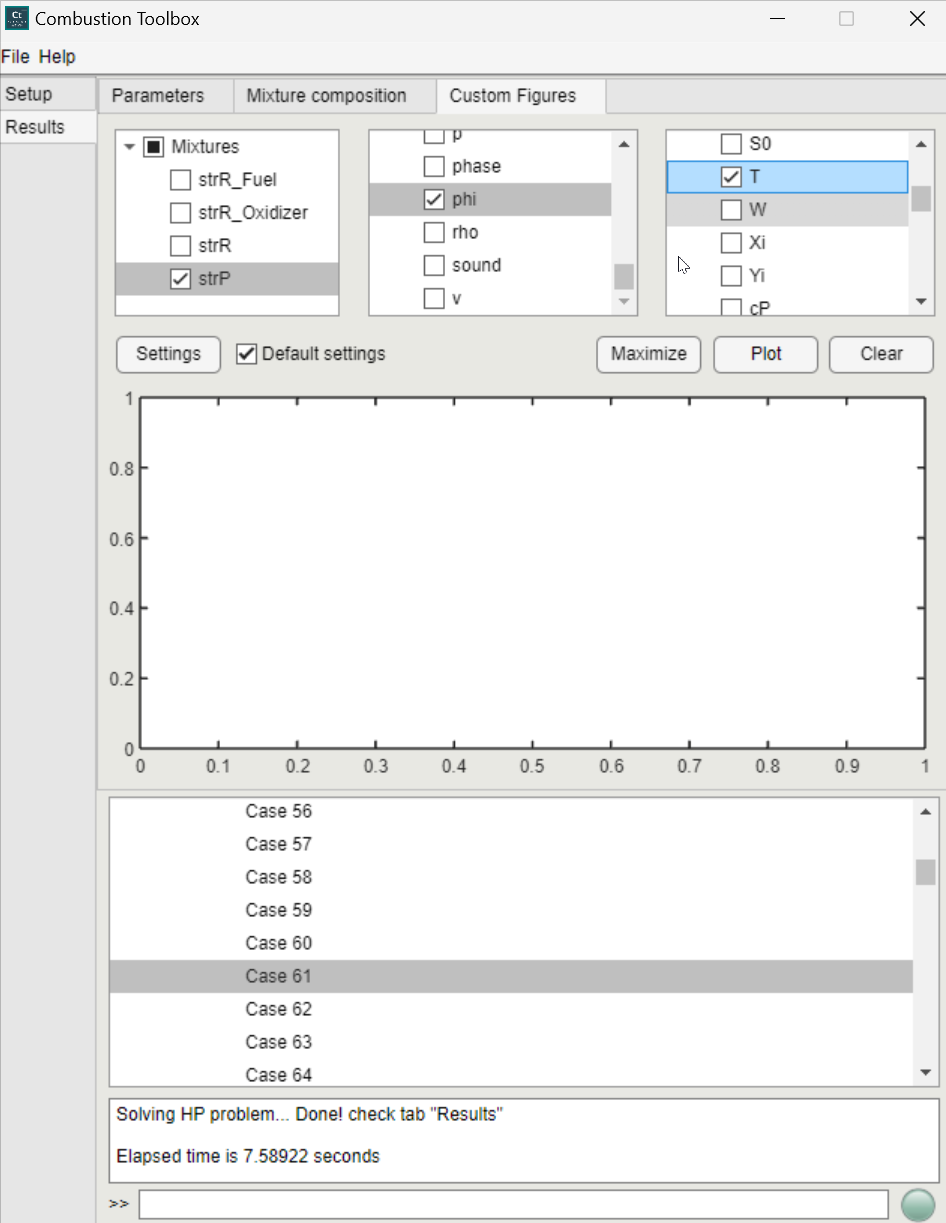 Ct Combustion Toolbox
File Help
Setup
Results
Parameters Mixture composition Custom Figures
Mixtures
strR_Fuel
strR_Oxidizer
strR
strP
p
phase
phi
rho
sound
v
S0
T
W
Xi
Yi
cP
Settings Default settings Maximize Plot Clear
1
0.8
0.6
0.4
0.2
0
0 0.1 0.2 0.3 0.4 0.5 0.6 0.7 0.8 0.9 1
Case 56
Case 57
Case 58
Case 59
Case 60
Case 61
Case 62
Case 63
Case 64
Solving HP problem... Done! check tab "Results"
Elapsed time is 7.58922 seconds
>>